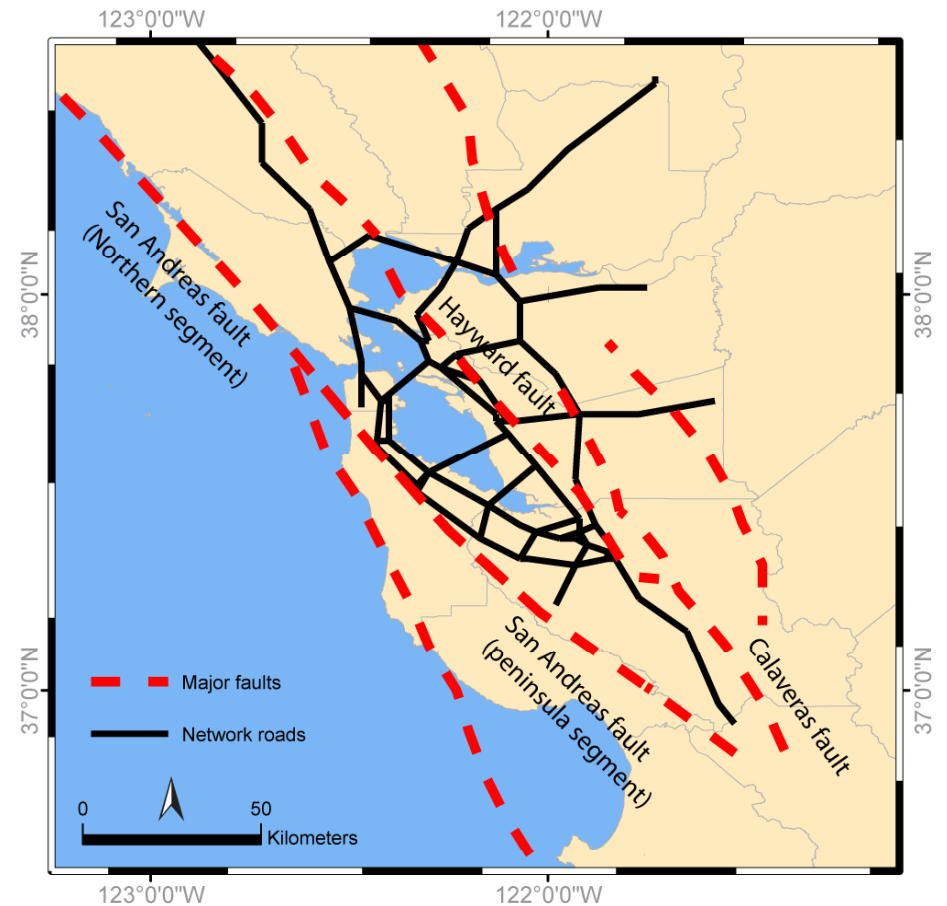 123°0'0"W
122°0'0"W
38°0'0"N
38°0'0"N
San Andreas fault
(Northern segment)
Hayward fault
37°0'0"N
37°0'0"N
San Andreas fault
(peninsula segment)
Calaveras fault
Major faults
Network roads
0
50
Kilometers
123°0'0"W
122°0'0"W